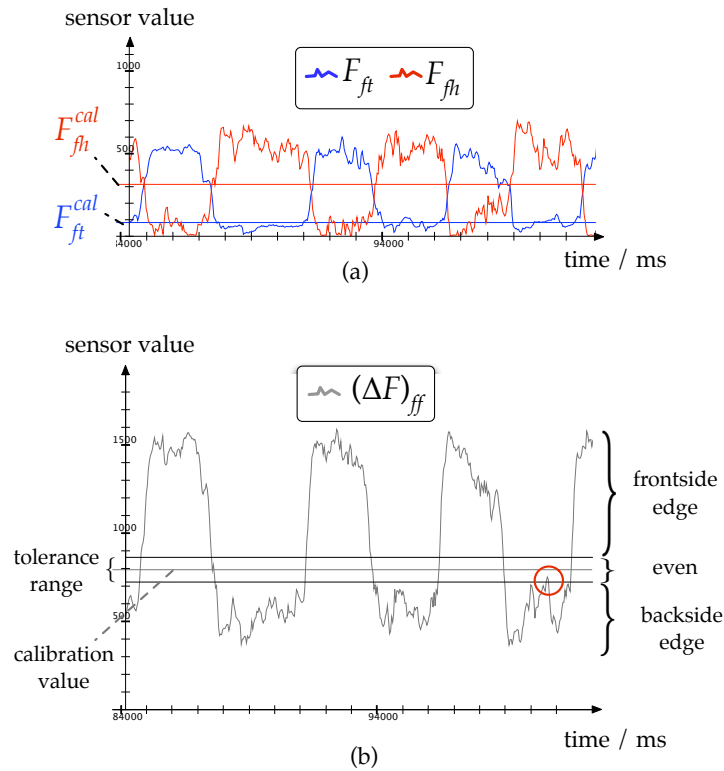 sensor value
1000
F_ft F_fh
F_fh^cal
500
F_ft^cal
94000
time / ms
(a)
sensor value
(ΔF)_ff
1500
frontside
edge
1000
tolerance
range
even
500
backside
edge
calibration
value
84000
94000
time / ms
(b)